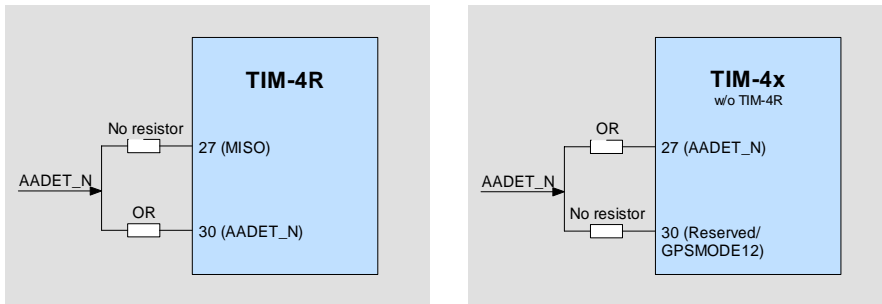 TIM-4R
No resistor
27 (MISO)
AADET_N
OR
30 (AADET_N)
TIM-4x
w/o TIM-4R
OR
27 (AADET_N)
AADET_N
No resistor
30 (Reserved/
GPSMODE12)